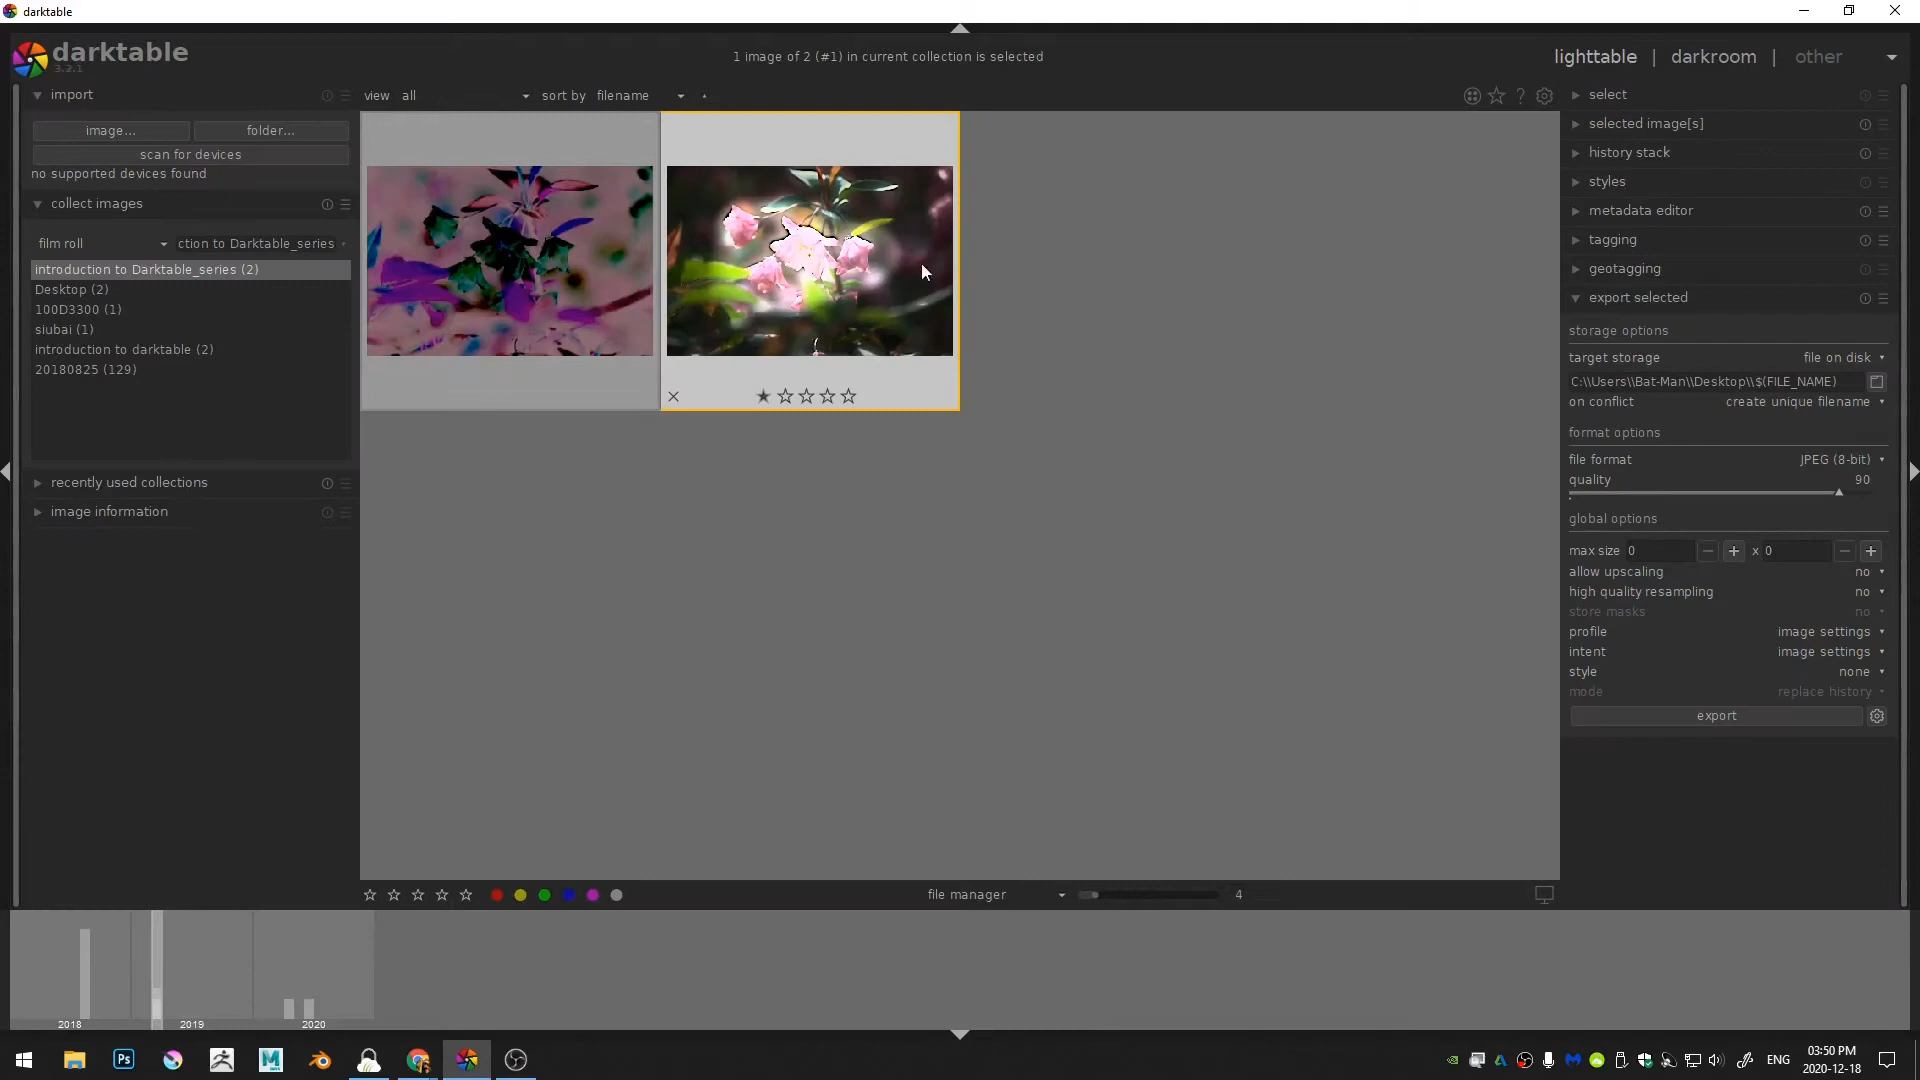 darktable
darktable
3.2.1
1 image of 2 (#1) in current collection is selected
lighttable | darkroom | other
import
image...
folder...
scan for devices
no supported devices found
collect images
film roll
ction to Darktable_series
introduction to Darktable_series (2)
Desktop (2)
100D3300 (1)
siubai (1)
introduction to darktable (2)
20180825 (129)
recently used collections
image information
view all
sort by filename
select
selected image[s]
history stack
styles
metadata editor
tagging
geotagging
export selected
storage options
target storage file on disk
C:\\Users\\Bat-Man\\Desktop\\$(FILE_NAME)
on conflict create unique filename
format options
file format JPEG (8-bit)
quality 90
global options
max size 0 x 0
allow upscaling no
high quality resampling no
store masks no
profile image settings
intent image settings
style none
mode replace history
export
file manager 4
2018
2019
2020
Ps
ENG
03:50 PM
2020-12-18